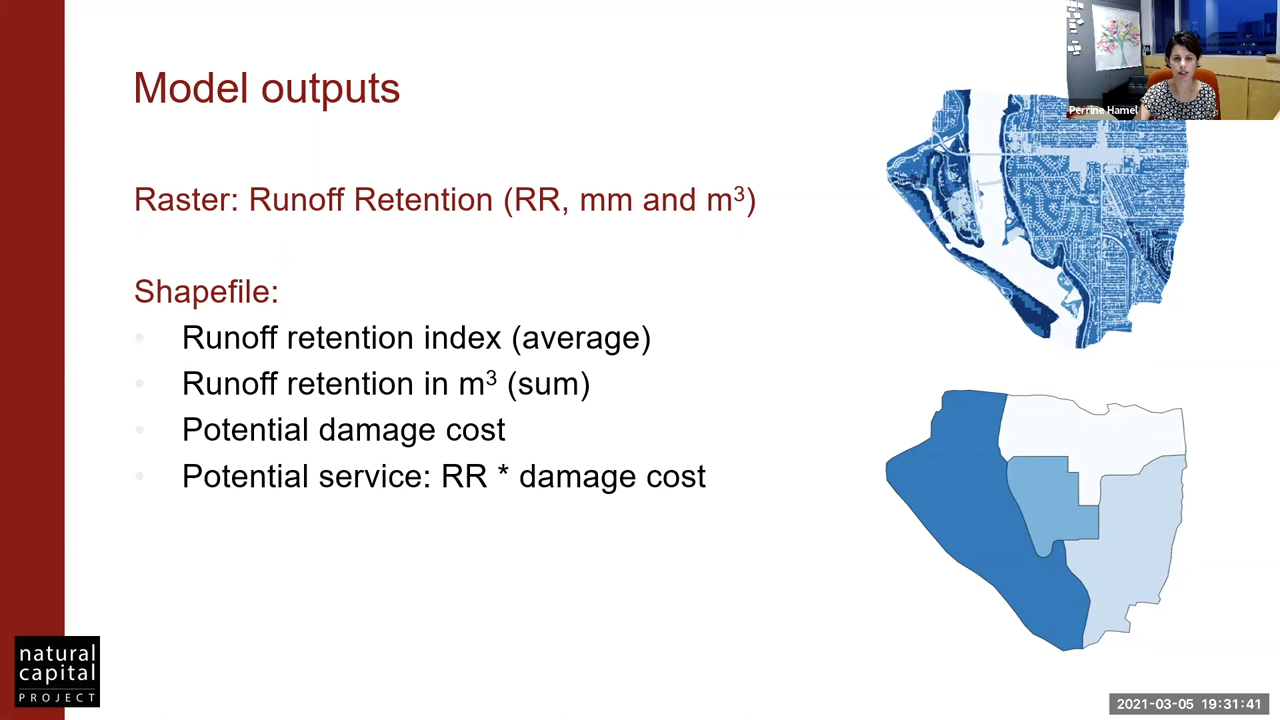 Model outputs
Perrine Hamel
Raster: Runoff Retention (RR, mm and m³)
Shapefile:
• Runoff retention index (average)
• Runoff retention in m³ (sum)
• Potential damage cost
• Potential service: RR * damage cost
natural
capital
PROJECT
2021-03-05 19:31:41